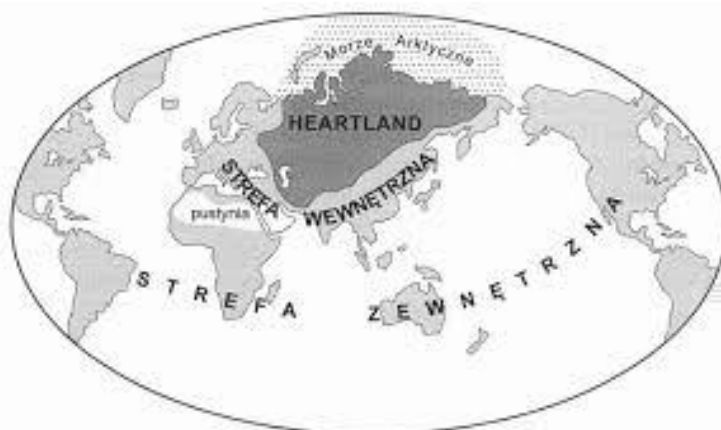 Morze Arktyczne
HEARTLAND
STREFA WEWNĘTRZNA
pustynia
STREFA ZEWNĘTRZNA